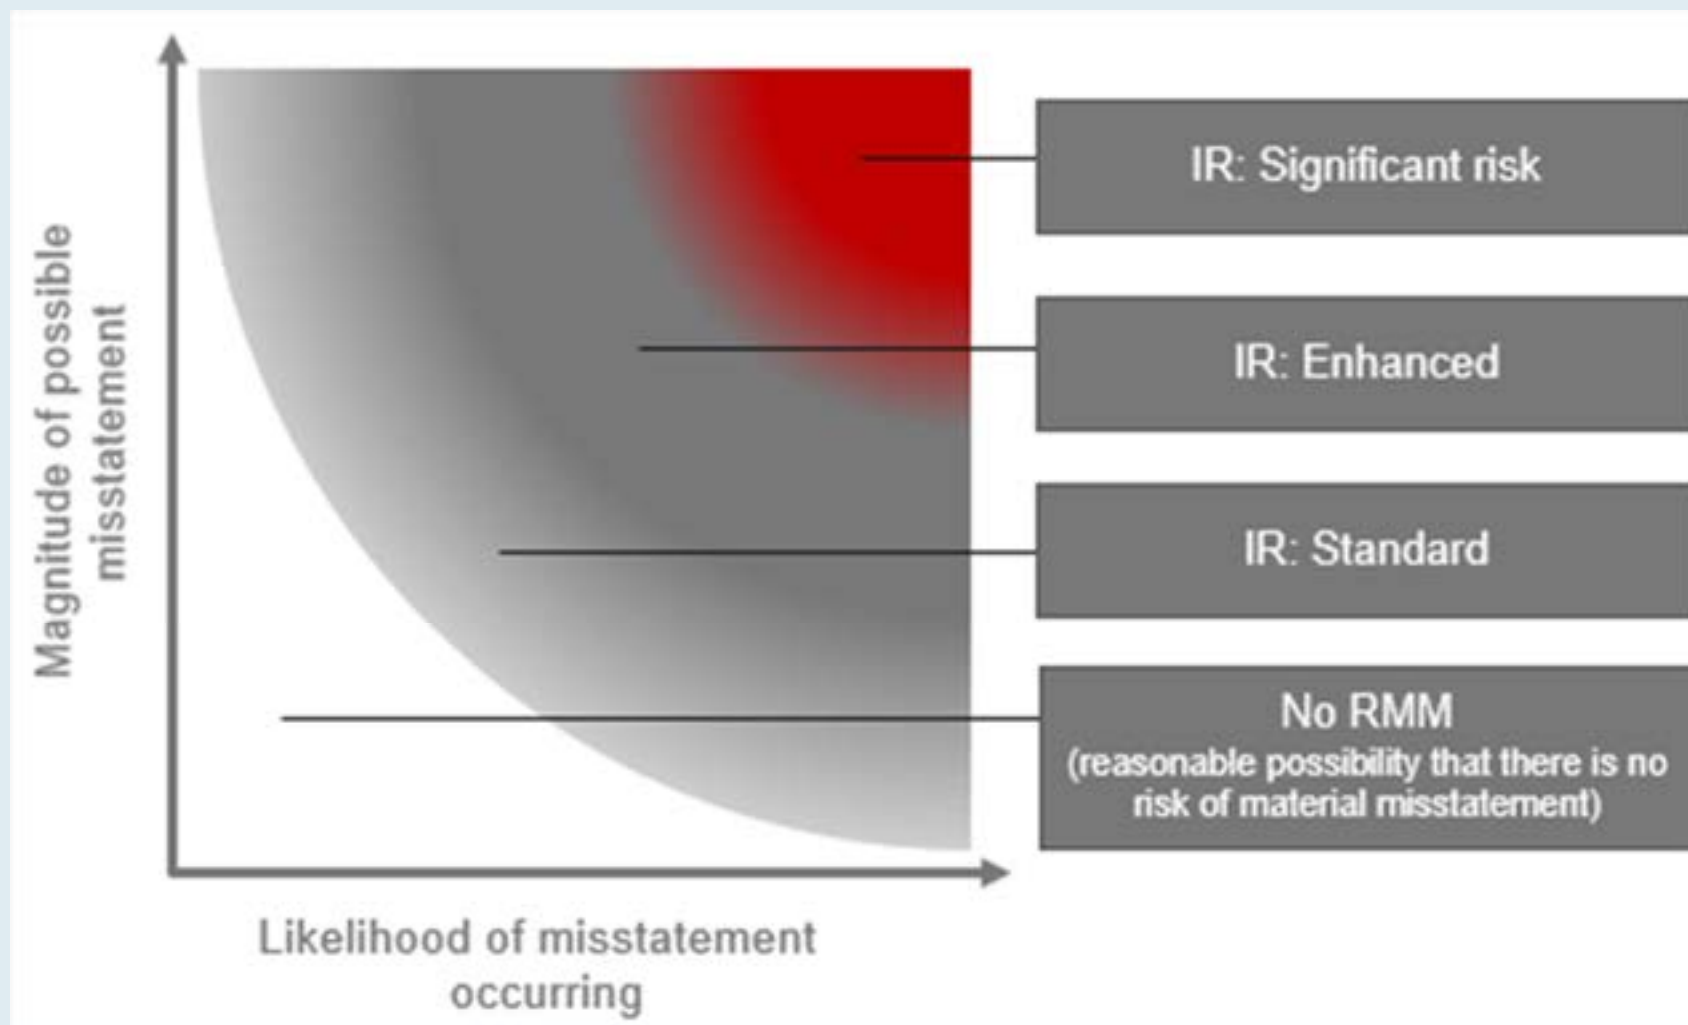 Magnitude of possible
misstatement
IR: Significant risk
IR: Enhanced
IR: Standard
No RMM
(reasonable possibility that there is no
risk of material misstatement)
Likelihood of misstatement
occurring